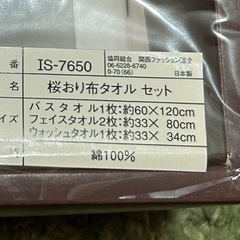 番 IS-7650 協同組合 関西ファッション連合
06-6228-6740
0-70(66) 日本製
名 桜おり布タオル セット
バスタオル1枚:約60×120cm
イズ フェイスタオル2枚:約33× 80cm
ウォッシュタオル1枚:約33× 34cm
綿100%